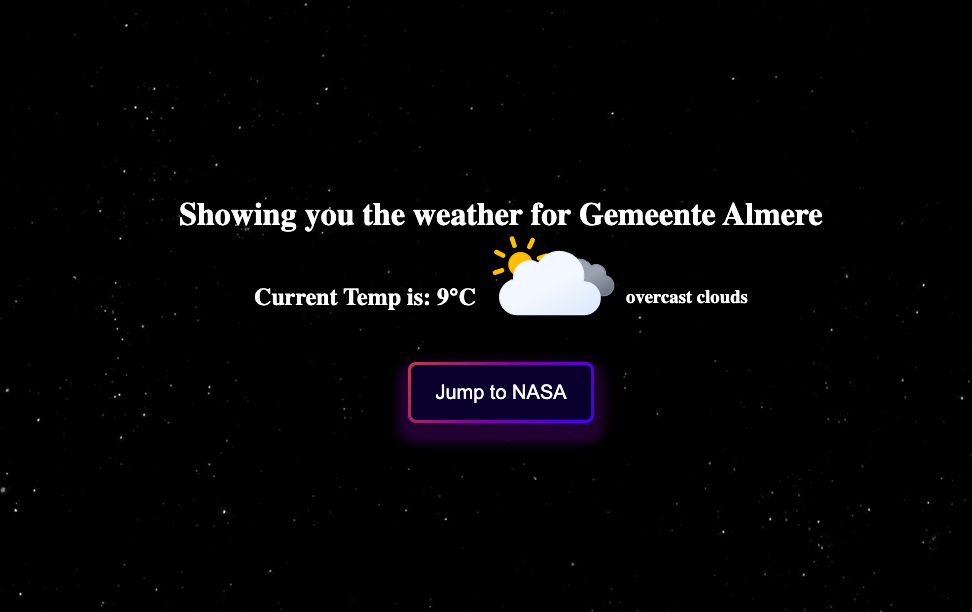 Showing you the weather for Gemeente Almere
Current Temp is: 9°C overcast clouds
Jump to NASA